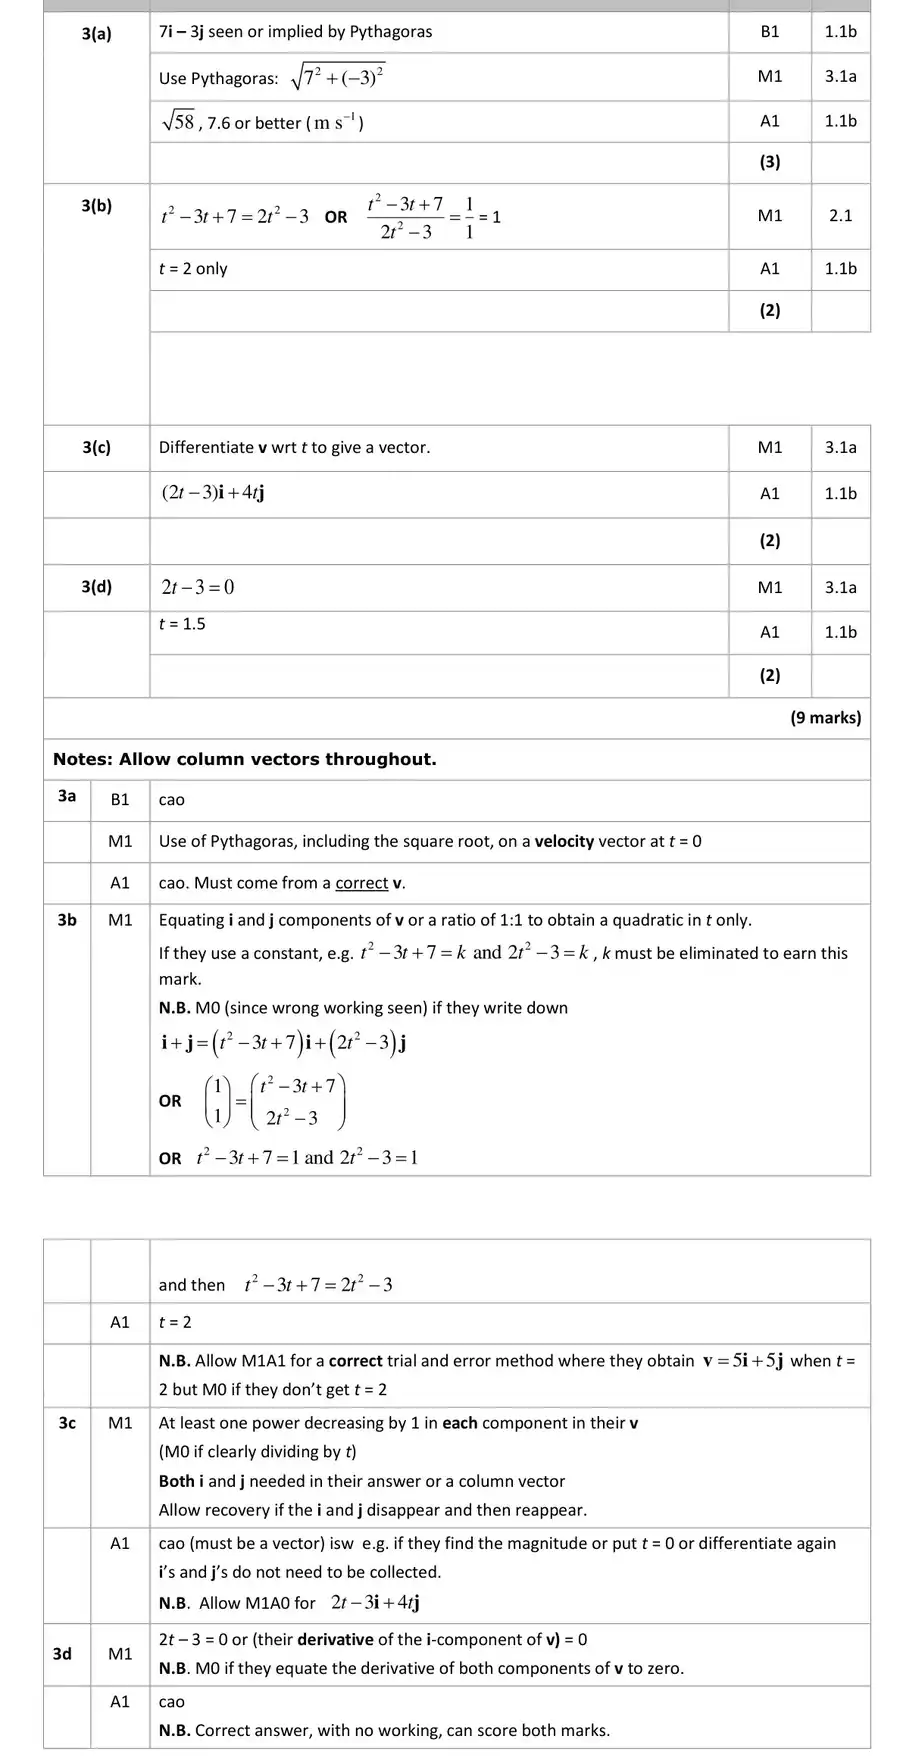 3(a) 7i – 3j seen or implied by Pythagoras B1 1.1b
Use Pythagoras: √(7² + (−3)²) M1 3.1a
√58 , 7.6 or better ( m s⁻¹ ) A1 1.1b
(3)
3(b) t² − 3t + 7 = 2t² − 3 OR (t² − 3t + 7)/(2t² − 3) = 1/1 = 1 M1 2.1
t = 2 only A1 1.1b
(2)
3(c) Differentiate v wrt t to give a vector. M1 3.1a
(2t − 3)i + 4tj A1 1.1b
(2)
3(d) 2t − 3 = 0 M1 3.1a
t = 1.5 A1 1.1b
(2)
(9 marks)
Notes: Allow column vectors throughout.
3a B1 cao
M1 Use of Pythagoras, including the square root, on a velocity vector at t = 0
A1 cao. Must come from a correct v.
3b M1 Equating i and j components of v or a ratio of 1:1 to obtain a quadratic in t only.
If they use a constant, e.g. t² − 3t + 7 = k and 2t² − 3 = k , k must be eliminated to earn this
mark.
N.B. M0 (since wrong working seen) if they write down
i + j = (t² − 3t + 7)i + (2t² − 3)j
OR (1 1) = (t² − 3t + 7 2t² − 3)
OR t² − 3t + 7 = 1 and 2t² − 3 = 1
and then t² − 3t + 7 = 2t² − 3
A1 t = 2
N.B. Allow M1A1 for a correct trial and error method where they obtain v = 5i + 5j when t =
2 but M0 if they don't get t = 2
3c M1 At least one power decreasing by 1 in each component in their v
(M0 if clearly dividing by t)
Both i and j needed in their answer or a column vector
Allow recovery if the i and j disappear and then reappear.
A1 cao (must be a vector) isw e.g. if they find the magnitude or put t = 0 or differentiate again
i's and j's do not need to be collected.
N.B. Allow M1A0 for 2t − 3i + 4tj
3d M1 2t – 3 = 0 or (their derivative of the i-component of v) = 0
N.B. M0 if they equate the derivative of both components of v to zero.
A1 cao
N.B. Correct answer, with no working, can score both marks.